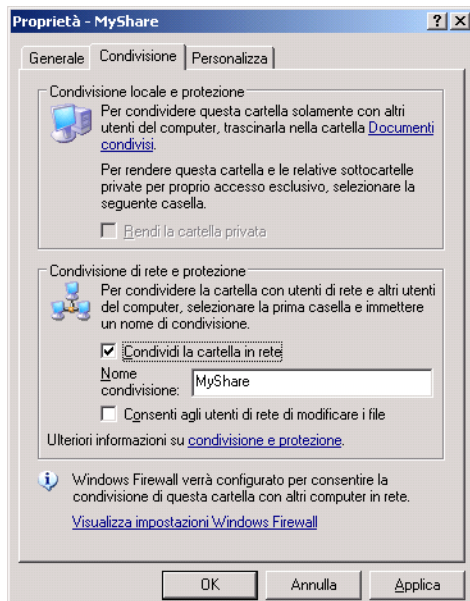 Proprietà - MyShare
Generale
Condivisione
Personalizza
Condivisione locale e protezione
Per condividere questa cartella solamente con altri
utenti del computer, trascinarla nella cartella Documenti
condivisi.
Per rendere questa cartella e le relative sottocartelle
private per proprio accesso esclusivo, selezionare la
seguente casella.
Rendi la cartella privata
Condivisione di rete e protezione
Per condividere la cartella con utenti di rete e altri utenti
del computer, selezionare la prima casella e immettere
un nome di condivisione.
Condividi la cartella in rete
Nome
condivisione:
MyShare
Consenti agli utenti di rete di modificare i file
Ulteriori informazioni su condivisione e protezione.
Windows Firewall verrà configurato per consentire la
condivisione di questa cartella con altri computer in rete.
Visualizza impostazioni Windows Firewall
OK
Annulla
Applica